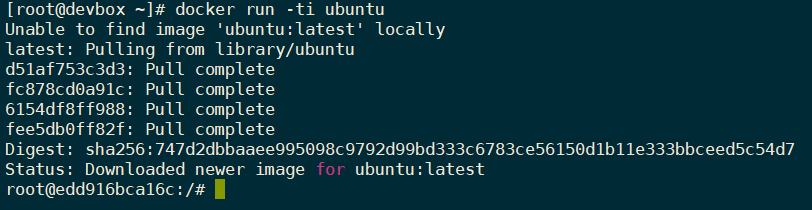 [root@devbox ~]# docker run -ti ubuntu
Unable to find image 'ubuntu:latest' locally
latest: Pulling from library/ubuntu
d51af753c3d3: Pull complete
fc878cd0a91c: Pull complete
6154df8ff988: Pull complete
fee5db0ff82f: Pull complete
Digest: sha256:747d2dbbaaee995098c9792d99bd333c6783ce56150d1b11e333bbceed5c54d7
Status: Downloaded newer image for ubuntu:latest
root@edd916bca16c:/#